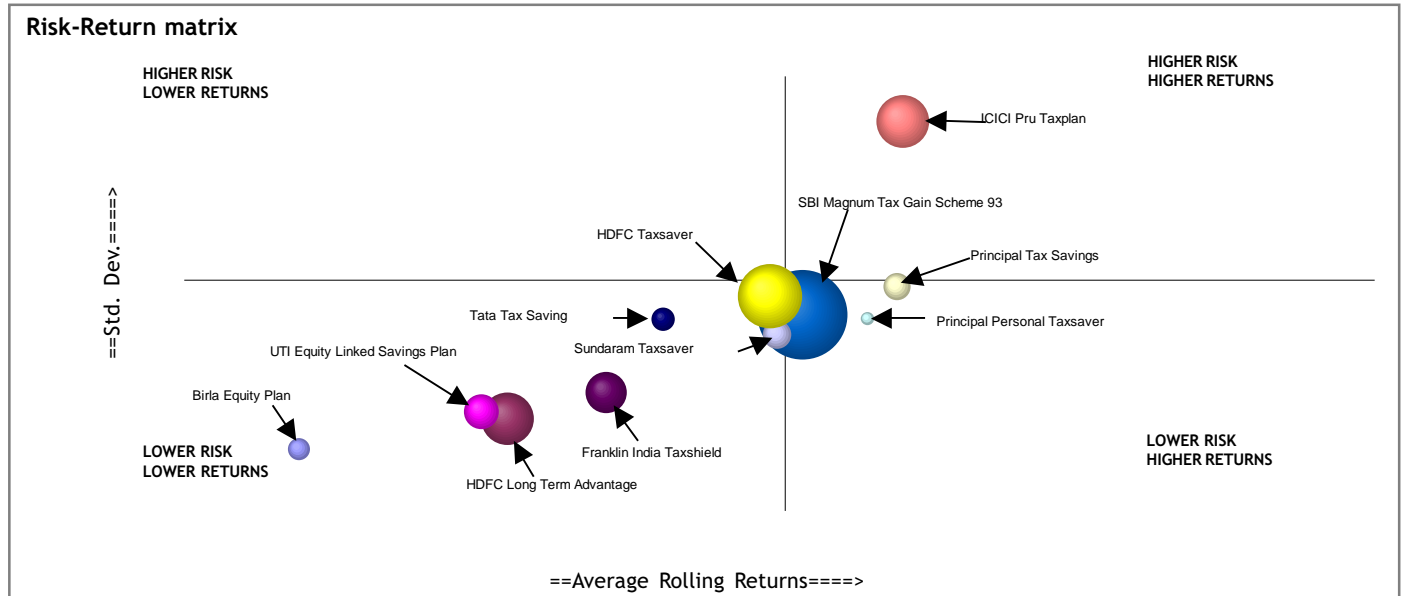 Risk-Return matrix
HIGHER RISK
LOWER RETURNS
HIGHER RISK
HIGHER RETURNS
ICICI Pru Taxplan
SBI Magnum Tax Gain Scheme 93
HDFC Taxsaver
Principal Tax Savings
==Std. Dev.====>
Tata Tax Saving
Principal Personal Taxsaver
Sundaram Taxsaver
UTI Equity Linked Savings Plan
Birla Equity Plan
LOWER RISK
LOWER RETURNS
Franklin India Taxshield
LOWER RISK
HIGHER RETURNS
HDFC Long Term Advantage
==Average Rolling Returns====>